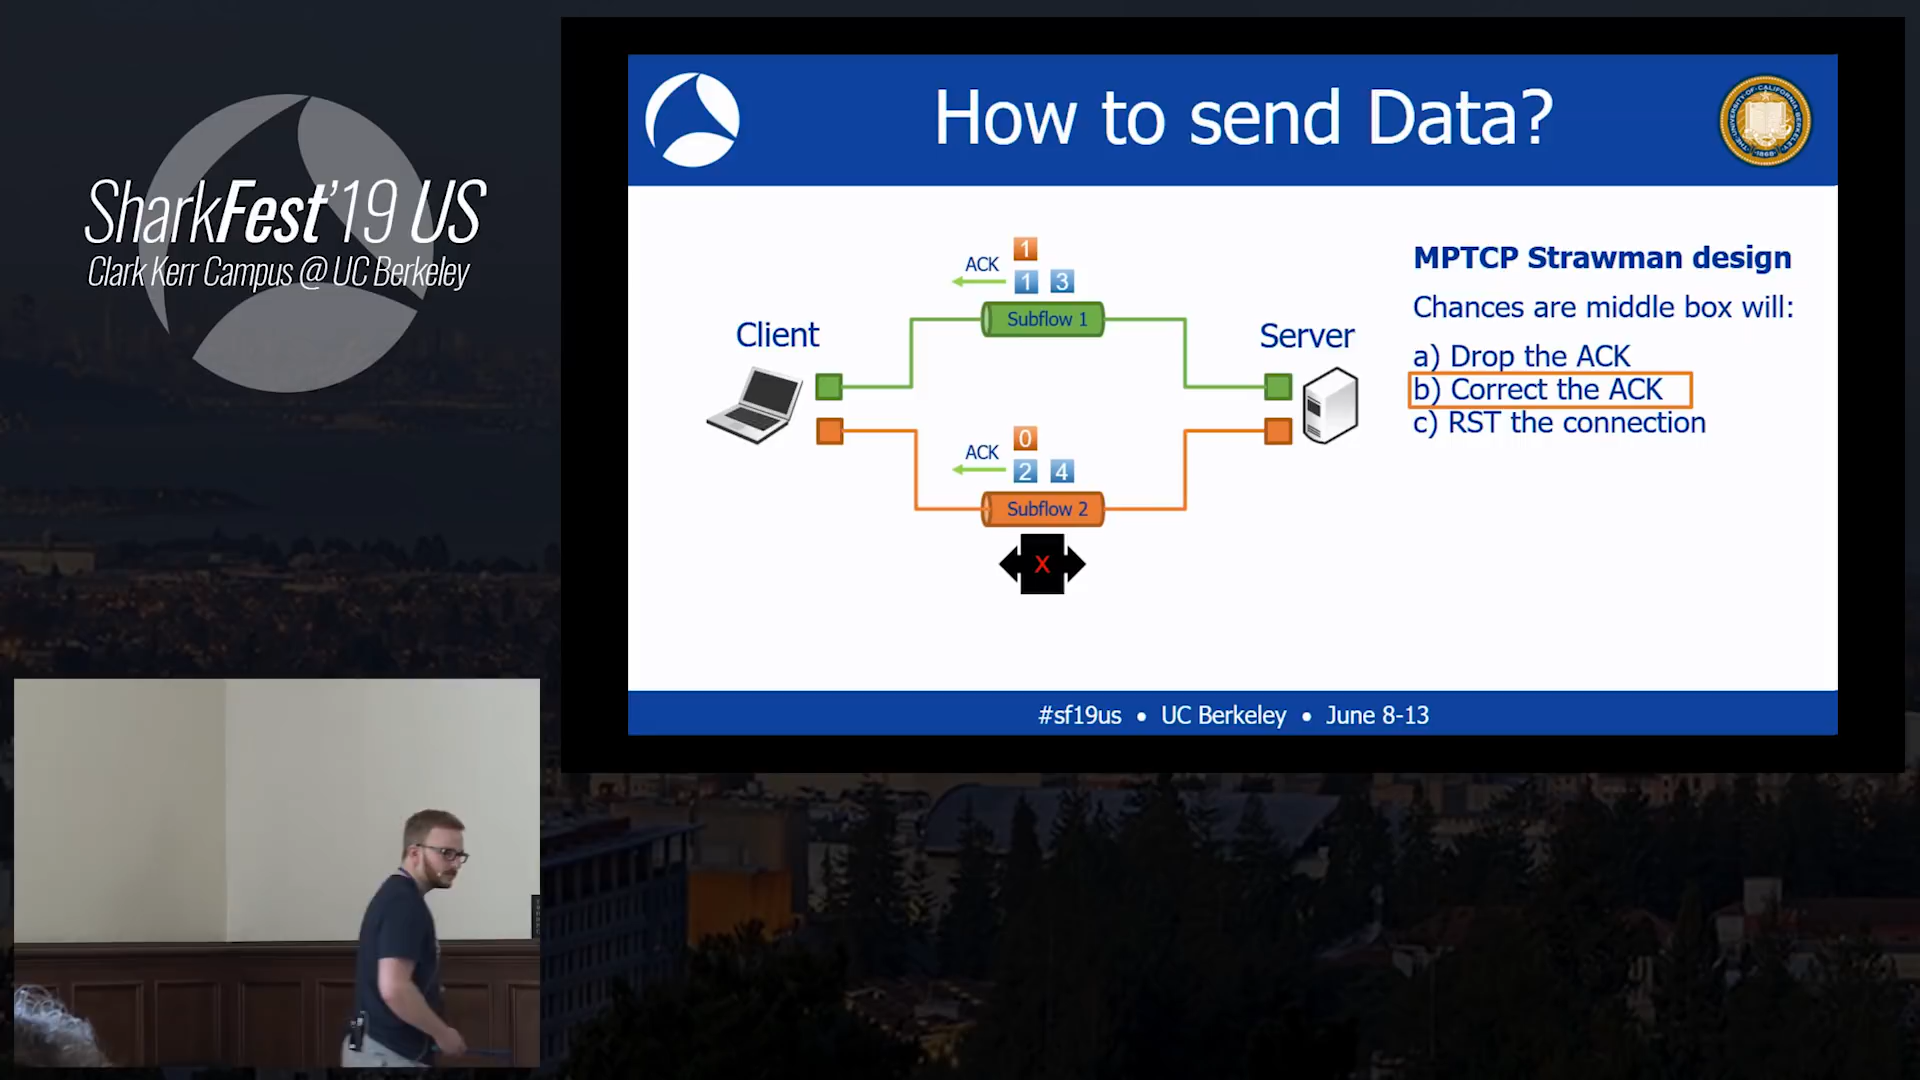 SharkFest'19 US
Clark Kerr Campus @ UC Berkeley
How to send Data?
1
ACK
1 3
Subflow 1
Client
Server
0
ACK
2 4
Subflow 2
X
MPTCP Strawman design
Chances are middle box will:
a) Drop the ACK
b) Correct the ACK
c) RST the connection
#sf19us • UC Berkeley • June 8-13